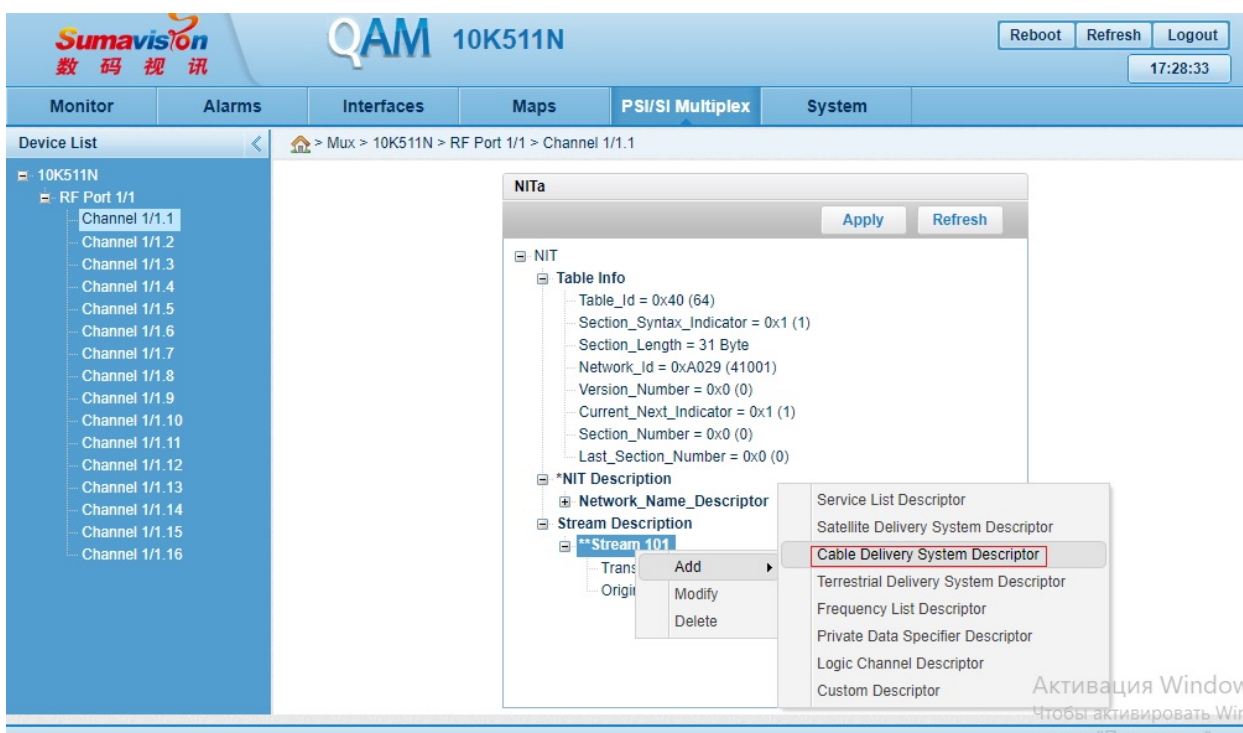 Sumavision
数 码 视 讯
QAM 10K511N
Reboot Refresh Logout
17:28:33
Monitor Alarms Interfaces Maps PSI/SI Multiplex System
Device List
> Mux > 10K511N > RF Port 1/1 > Channel 1/1.1
10K511N
RF Port 1/1
Channel 1/1.1
Channel 1/1.2
Channel 1/1.3
Channel 1/1.4
Channel 1/1.5
Channel 1/1.6
Channel 1/1.7
Channel 1/1.8
Channel 1/1.9
Channel 1/1.10
Channel 1/1.11
Channel 1/1.12
Channel 1/1.13
Channel 1/1.14
Channel 1/1.15
Channel 1/1.16
NITa
Apply Refresh
NIT
Table Info
Table_Id = 0x40 (64)
Section_Syntax_Indicator = 0x1 (1)
Section_Length = 31 Byte
Network_Id = 0xA029 (41001)
Version_Number = 0x0 (0)
Current_Next_Indicator = 0x1 (1)
Section_Number = 0x0 (0)
Last_Section_Number = 0x0 (0)
*NIT Description
Network_Name_Descriptor
Stream Description
**Stream 101
Trans
Origin
Add
Modify
Delete
Service List Descriptor
Satellite Delivery System Descriptor
Cable Delivery System Descriptor
Terrestrial Delivery System Descriptor
Frequency List Descriptor
Private Data Specifier Descriptor
Logic Channel Descriptor
Custom Descriptor
Активация Window
Чтобы активировать Win